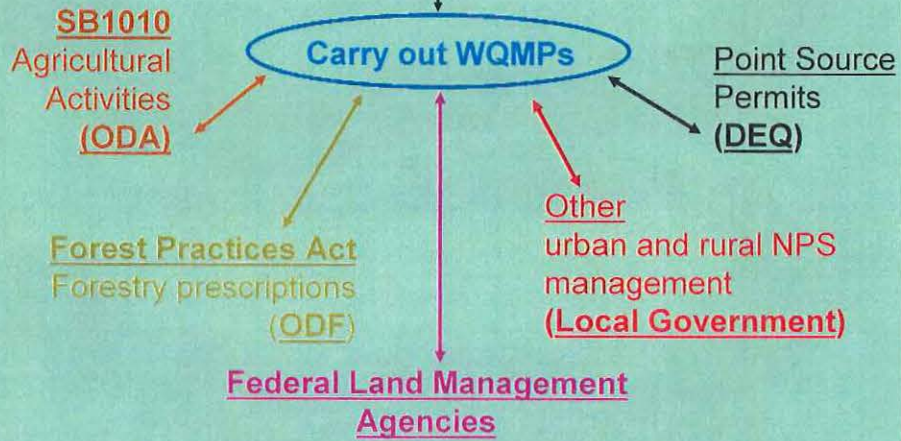 SB1010
Agricultural
Activities
(ODA)
Carry out WQMPs
Point Source
Permits
(DEQ)
Forest Practices Act
Forestry prescriptions
(ODF)
Other
urban and rural NPS
management
(Local Government)
Federal Land Management
Agencies